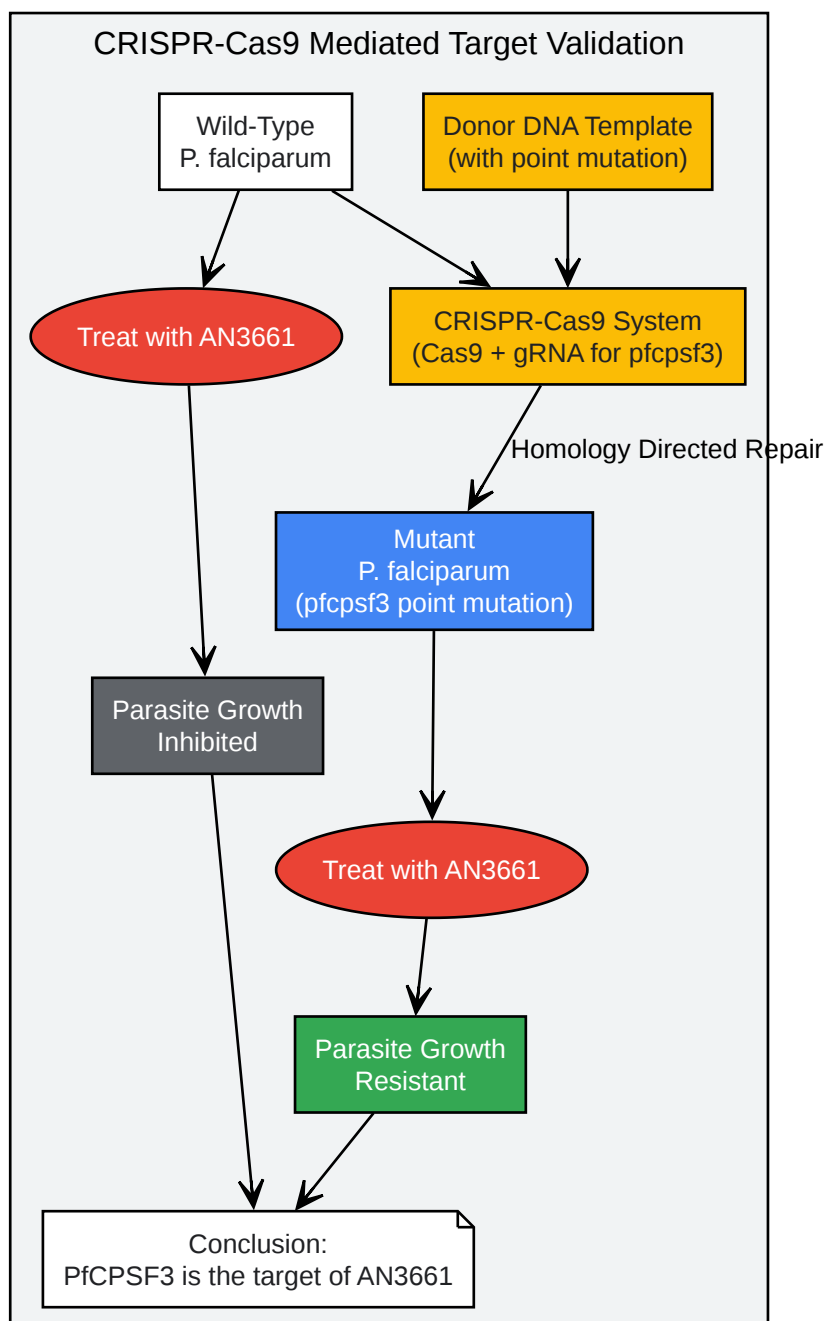 CRISPR-Cas9 Mediated Target Validation
Wild-Type
P. falciparum
Donor DNA Template
(with point mutation)
Treat with AN3661
CRISPR-Cas9 System
(Cas9 + gRNA for pfcpsf3)
Homology Directed Repair
Mutant
P. falciparum
(pfcpsf3 point mutation)
Parasite Growth
Inhibited
Treat with AN3661
Parasite Growth
Resistant
Conclusion:
PfCPSF3 is the target of AN3661